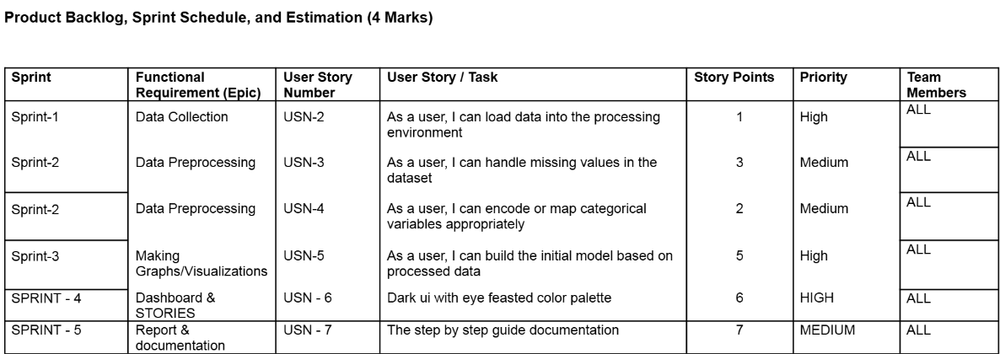 Product Backlog, Sprint Schedule, and Estimation (4 Marks)
Sprint Functional Requirement (Epic) User Story Number User Story / Task Story Points Priority Team Members
Sprint-1 Data Collection USN-2 As a user, I can load data into the processing environment 1 High ALL
Sprint-2 Data Preprocessing USN-3 As a user, I can handle missing values in the dataset 3 Medium ALL
Sprint-2 Data Preprocessing USN-4 As a user, I can encode or map categorical variables appropriately 2 Medium ALL
Sprint-3 Making Graphs/Visualizations USN-5 As a user, I can build the initial model based on processed data 5 High ALL
SPRINT - 4 Dashboard & STORIES USN - 6 Dark ui with eye feasted color palette 6 HIGH ALL
SPRINT - 5 Report & documentation USN - 7 The step by step guide documentation 7 MEDIUM ALL